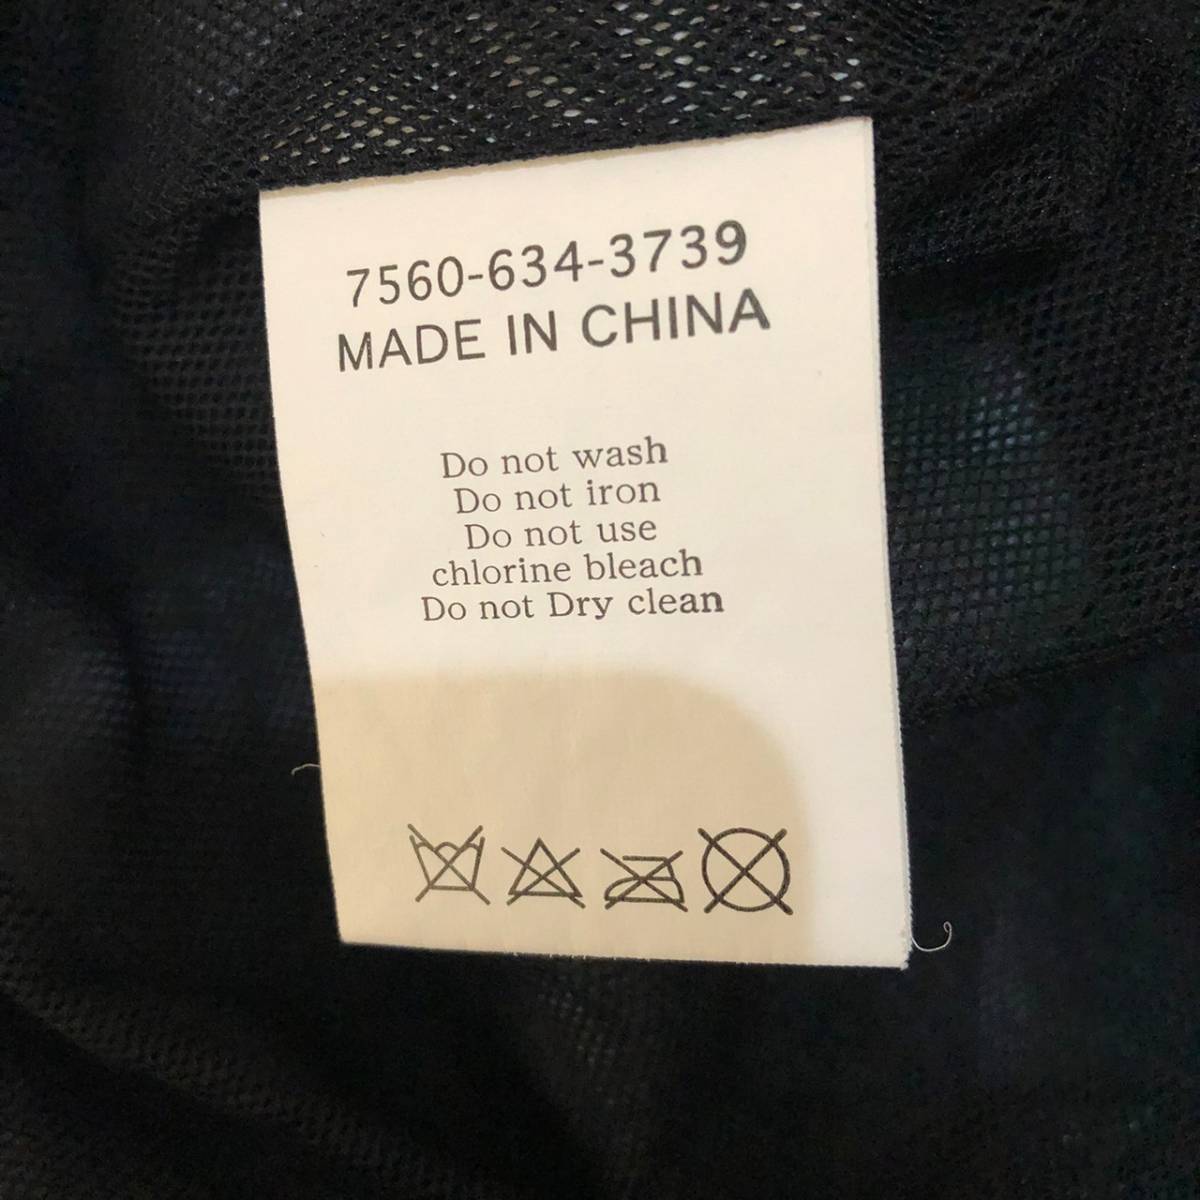 7560-634-3739
MADE IN CHINA
Do not wash
Do not iron
Do not use
chlorine bleach
Do not Dry clean